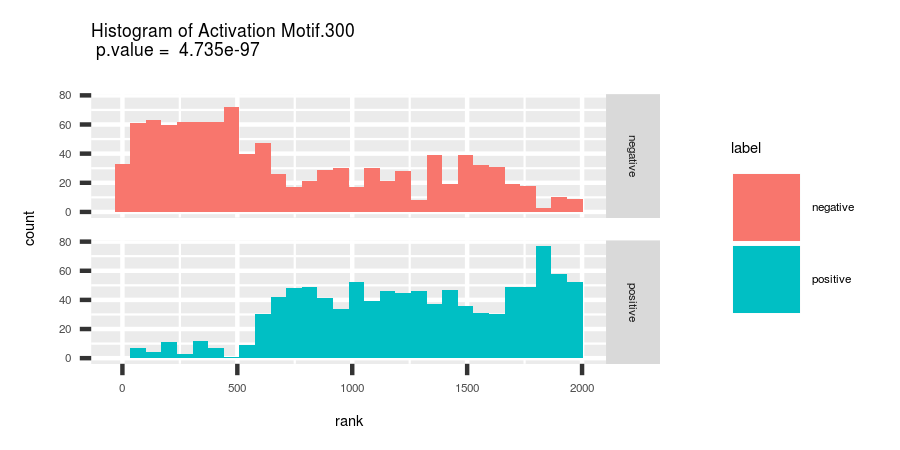 Histogram of Activation Motif.300
p.value =  4.735e-97
count
80
60
40
20
0
negative
80
60
40
20
0
positive
0 500 1000 1500 2000
rank
label
negative
positive